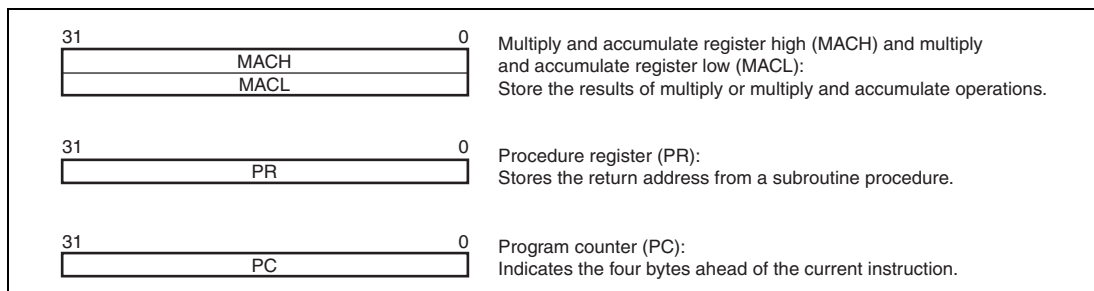 31 0
MACH
MACL
Multiply and accumulate register high (MACH) and multiply
and accumulate register low (MACL):
Store the results of multiply or multiply and accumulate operations.
31 0
PR
Procedure register (PR):
Stores the return address from a subroutine procedure.
31 0
PC
Program counter (PC):
Indicates the four bytes ahead of the current instruction.